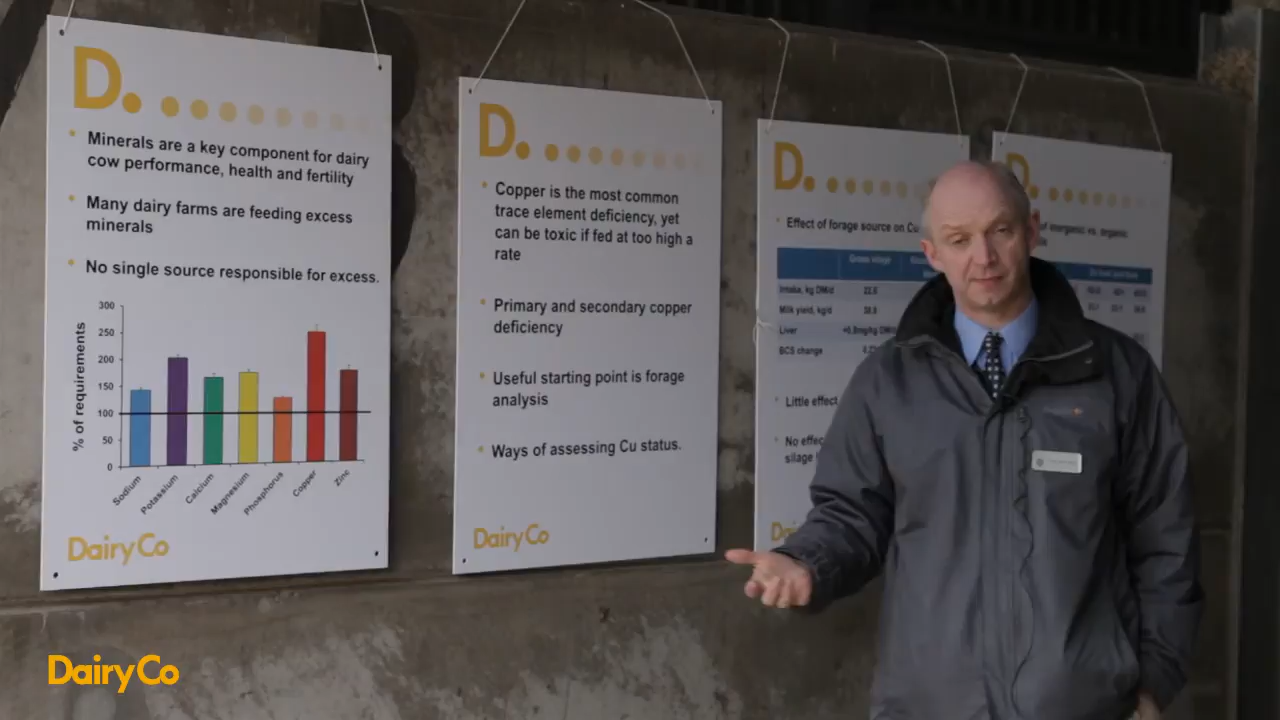 D.
Minerals are a key component for dairy
cow performance, health and fertility
Many dairy farms are feeding excess
minerals
No single source responsible for excess.
300
250
200
150
100
50
0
% of requirements
Sodium
Potassium
Calcium
Magnesium
Phosphorus
Copper
Zinc
DairyCo
D.
Copper is the most common
trace element deficiency, yet
can be toxic if fed at too high a
rate
Primary and secondary copper
deficiency
Useful starting point is forage
analysis
Ways of assessing Cu status.
DairyCo
D.
Effect of forage source on Cu
Grass silage
Intake, kg DM/d
Milk yield, kg/d
Liver
BCS change
Little effect
No effec
silage
Dai
D.
of inorganic vs. organic
DairyCo